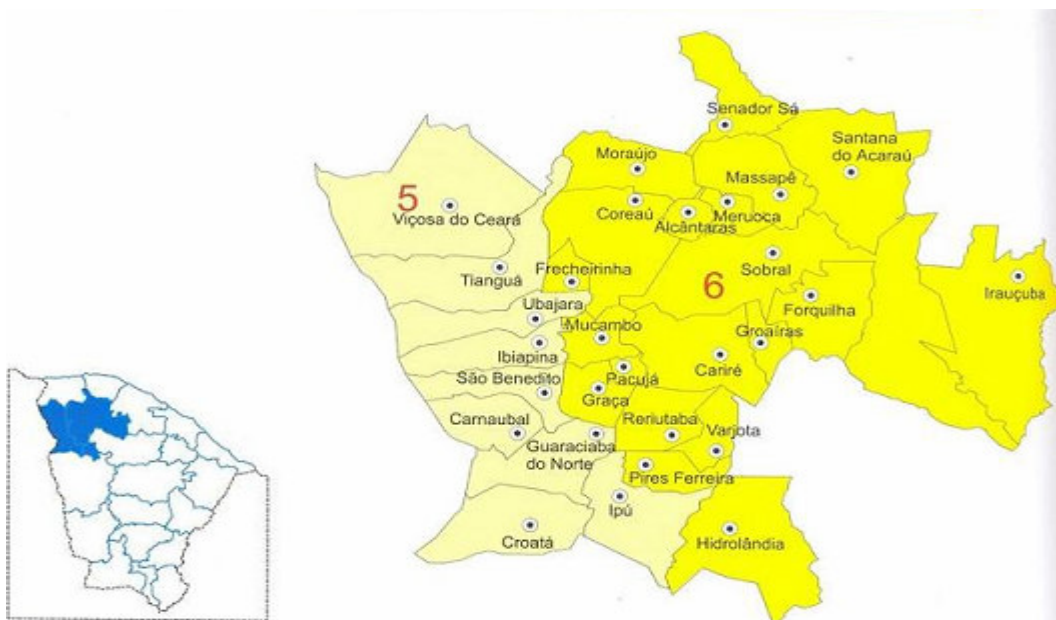 Senador Sá
Santana
do Acaraú
Moraújo
Massapê
5
Viçosa do Ceará
Coreaú
Alcântaras
Meruoca
Tianguá
Frecheirinha
Sobral
6
Forquilha
Irauçuba
Ubajara
Mucambo
Groaíras
Ibiapina
São Benedito
Pacujá
Cariré
Graça
Carnaubal
Guaraciaba
do Norte
Reriutaba
Varjota
Pires Ferreira
Ipú
Croatá
Hidrolândia